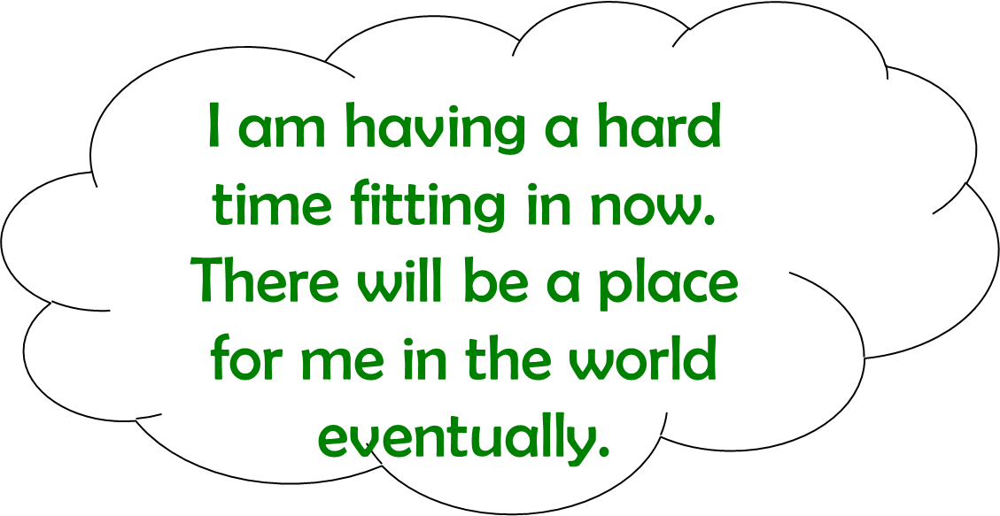 I am having a hard
time fitting in now.
There will be a place
for me in the world
eventually.